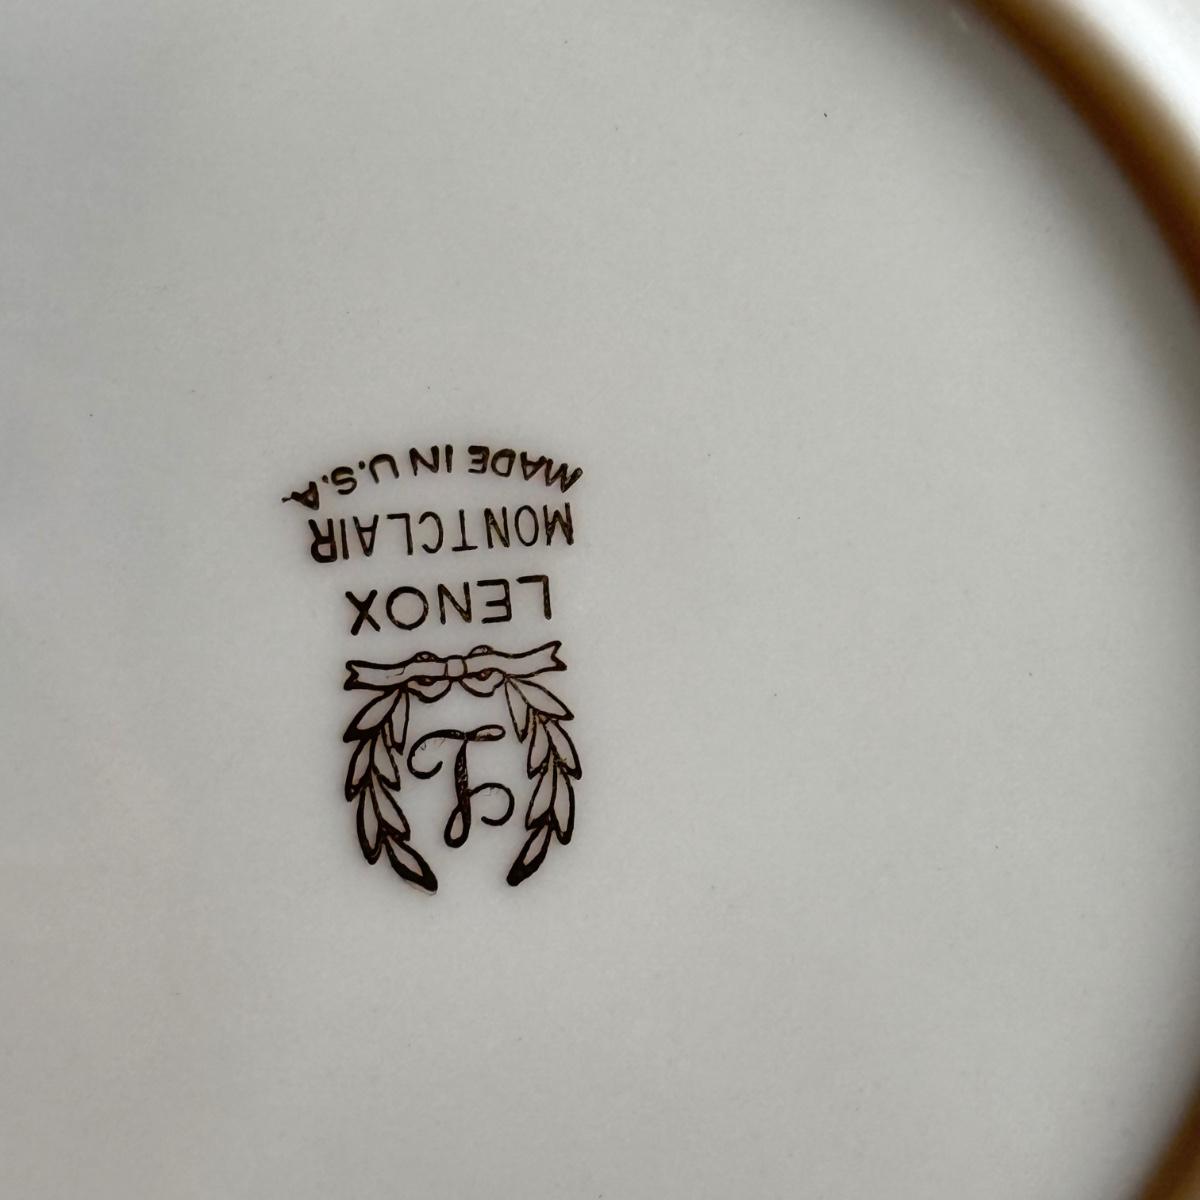 L
LENOX
MONTCLAIR
MADE IN U.S.A